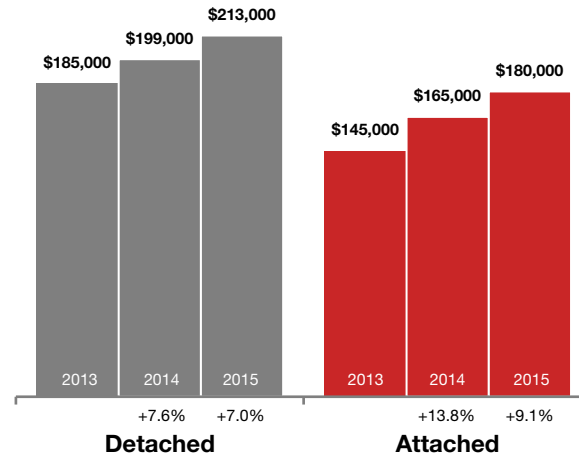 $185,000
$199,000
$213,000
$145,000
$165,000
$180,000
2013 2014 2015
2013 2014 2015
+7.6% +7.0%
+13.8% +9.1%
Detached
Attached